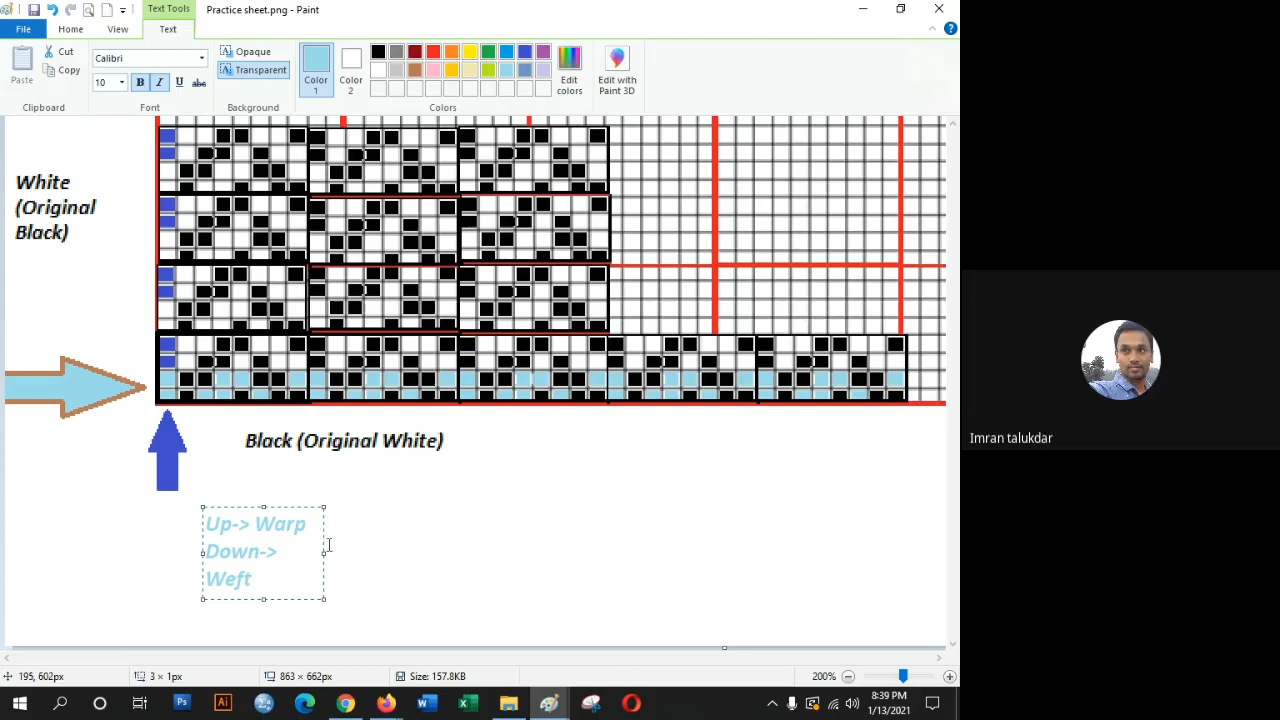 Text Tools
Practice sheet.png - Paint
File
Home
View
Text
Paste
Cut
Copy
Clipboard
Calibri
10
B I U abc
Font
Opaque
Transparent
Background
Color 1
Color 2
Edit colors
Colors
Edit with Paint 3D
White
(Original
Black)
Black (Original White)
Up-> Warp
Down->
Weft
Imran talukdar
195, 602px
3 × 1px
863 × 662px
Size: 157.8KB
200%
8:39 PM
1/13/2021